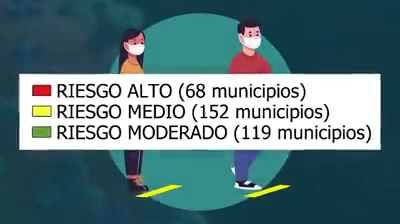 RIESGO ALTO (68 municipios)
RIESGO MEDIO (152 municipios)
RIESGO MODERADO (119 municipios)